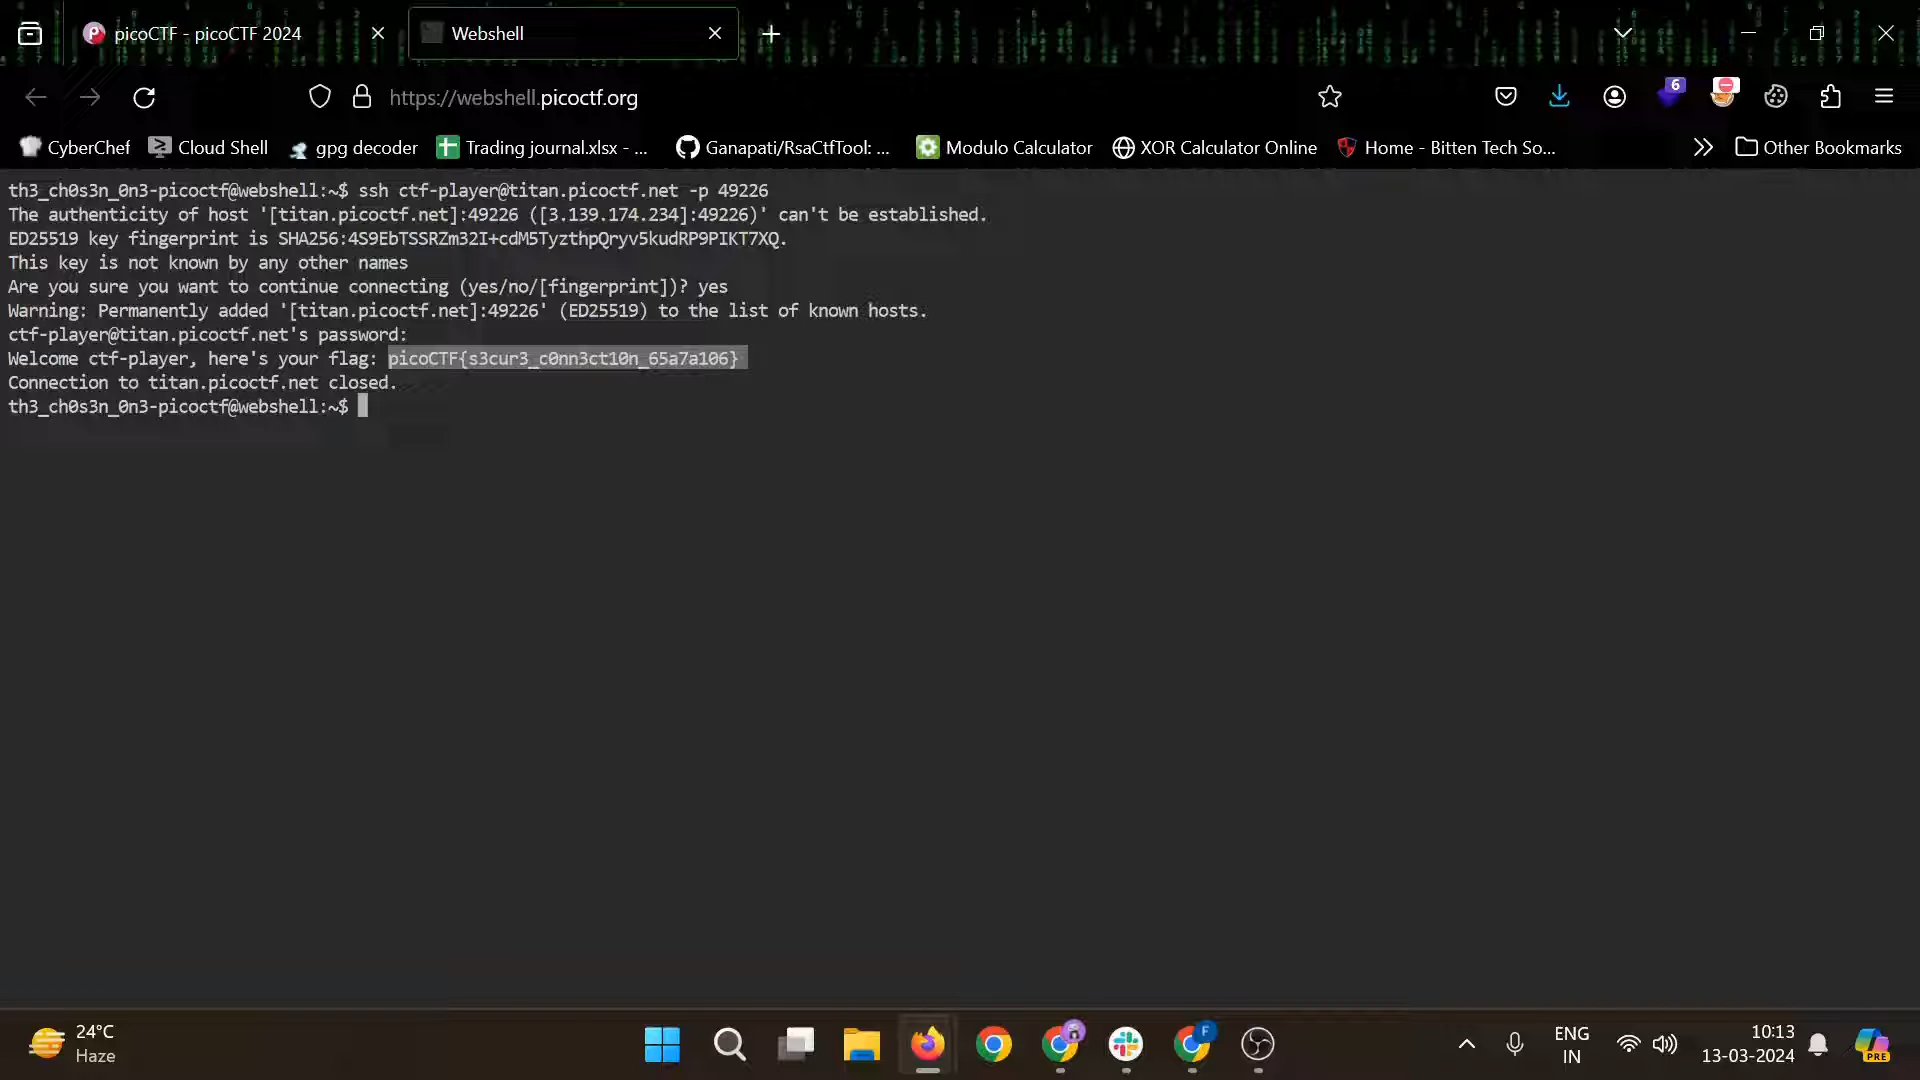 picoCTF - picoCTF 2024
Webshell
https://webshell.picoctf.org
6
CyberChef
Cloud Shell
gpg decoder
Trading journal.xlsx - ...
Ganapati/RsaCtfTool: ...
Modulo Calculator
XOR Calculator Online
Home - Bitten Tech So...
Other Bookmarks
th3_ch0s3n_0n3-picoctf@webshell:~$ ssh ctf-player@titan.picoctf.net -p 49226
The authenticity of host '[titan.picoctf.net]:49226 ([3.139.174.234]:49226)' can't be established.
ED25519 key fingerprint is SHA256:4S9EbTSSRZm32I+cdM5TyzthpQryv5kudRP9PIKT7XQ.
This key is not known by any other names
Are you sure you want to continue connecting (yes/no/[fingerprint])? yes
Warning: Permanently added '[titan.picoctf.net]:49226' (ED25519) to the list of known hosts.
ctf-player@titan.picoctf.net's password:
Welcome ctf-player, here's your flag: picoCTF{s3cur3_c0nn3ct10n_65a7a106}
Connection to titan.picoctf.net closed.
th3_ch0s3n_0n3-picoctf@webshell:~$
24°C
Haze
F
ENG
IN
10:13
13-03-2024
PRE